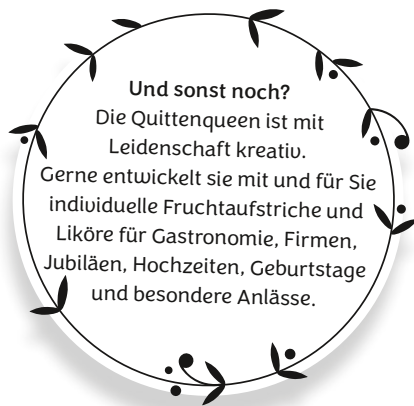 Und sonst noch?
Die Quittenqueen ist mit
Leidenschaft kreativ.
Gerne entwickelt sie mit und für Sie
individuelle Fruchtaufstriche und
Liköre für Gastronomie, Firmen,
Jubiläen, Hochzeiten, Geburtstage
und besondere Anlässe.